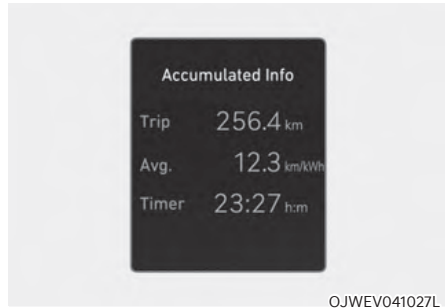 Accumulated Info
Trip 256.4 km
Avg. 12.3 km/kWh
Timer 23:27 h:m
OJWEV041027L